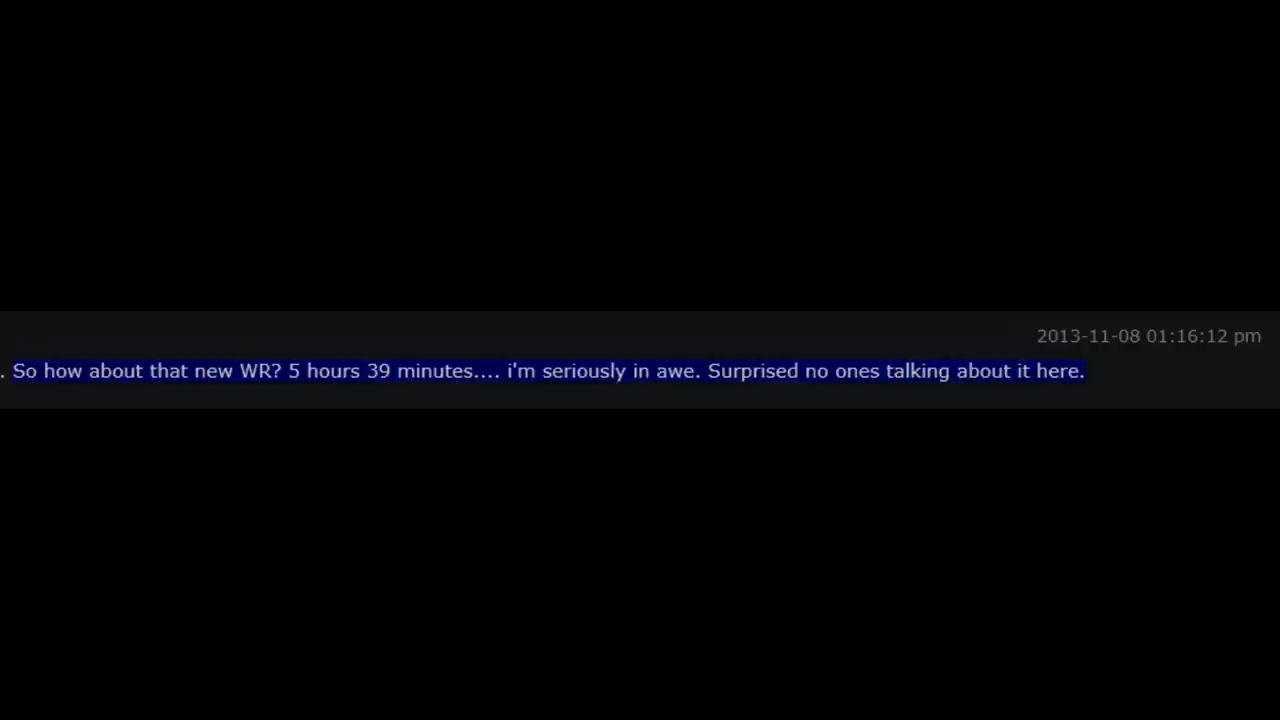 2013-11-08 01:16:12 pm
. So how about that new WR? 5 hours 39 minutes.... i'm seriously in awe. Surprised no ones talking about it here.